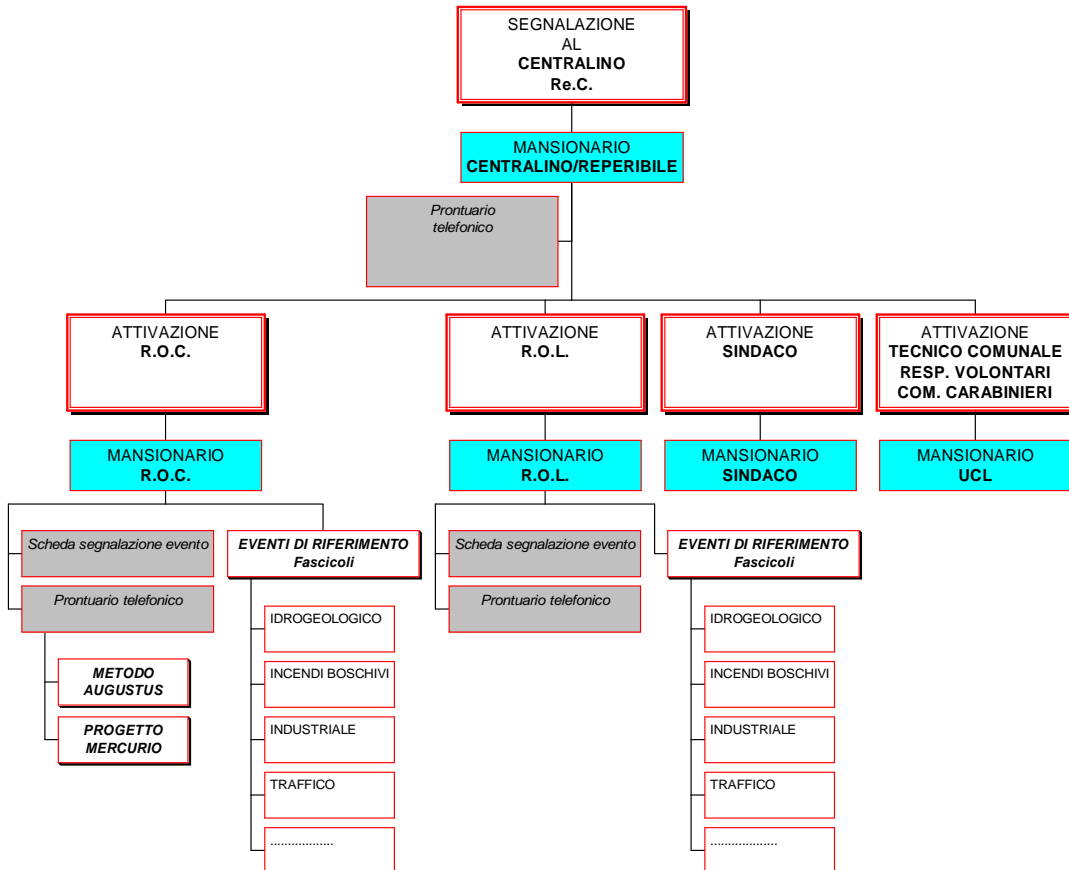 SEGNALAZIONE
AL
CENTRALINO
Re.C.
MANSIONARIO
CENTRALINO/REPERIBILE
Prontuario
telefonico
ATTIVAZIONE
R.O.C.
ATTIVAZIONE
R.O.L.
ATTIVAZIONE
SINDACO
ATTIVAZIONE
TECNICO COMUNALE
RESP. VOLONTARI
COM. CARABINIERI
MANSIONARIO
R.O.C.
MANSIONARIO
R.O.L.
MANSIONARIO
SINDACO
MANSIONARIO
UCL
Scheda segnalazione evento
Prontuario telefonico
METODO
AUGUSTUS
PROGETTO
MERCURIO
EVENTI DI RIFERIMENTO
Fascicoli
IDROGEOLOGICO
INCENDI BOSCHIVI
INDUSTRIALE
TRAFFICO
..................
Scheda segnalazione evento
Prontuario telefonico
EVENTI DI RIFERIMENTO
Fascicoli
IDROGEOLOGICO
INCENDI BOSCHIVI
INDUSTRIALE
TRAFFICO
...................